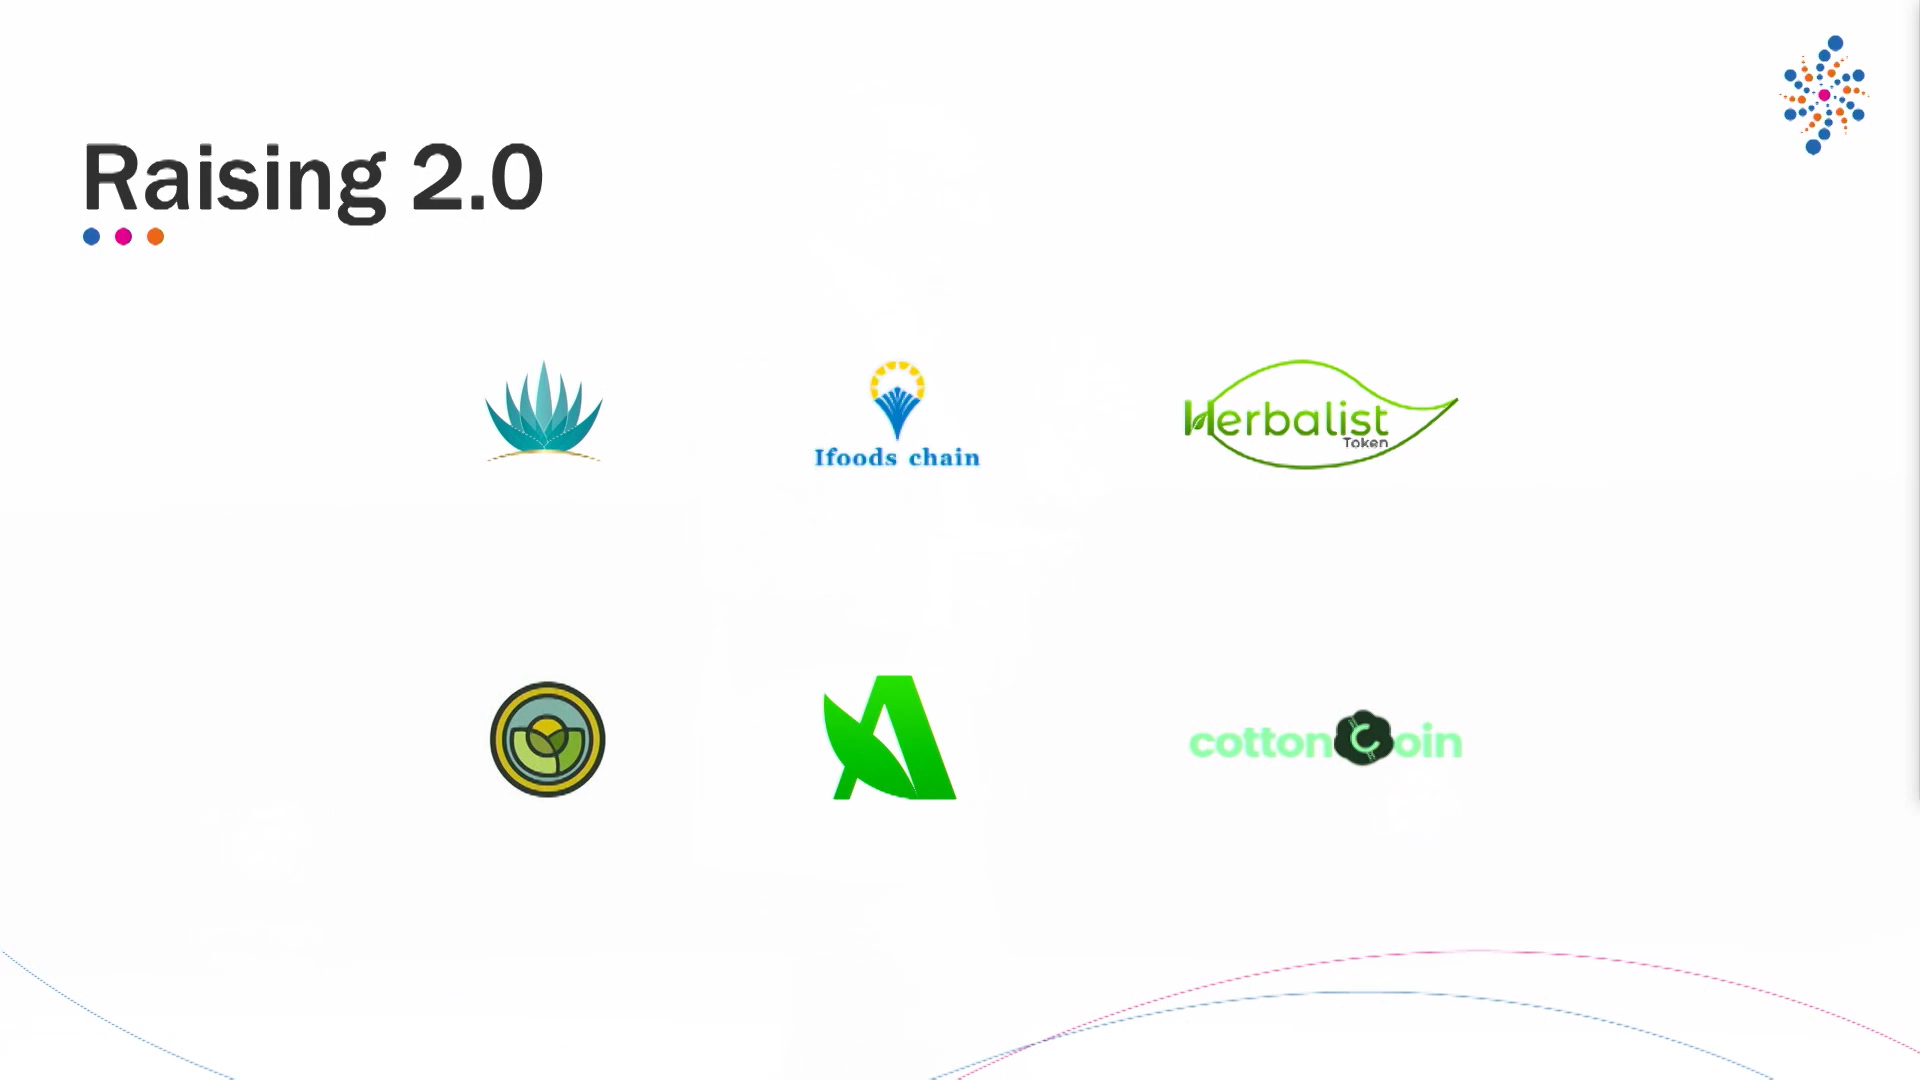 Raising 2.0
Ifoods chain
Herbalist
Token
cottonCoin